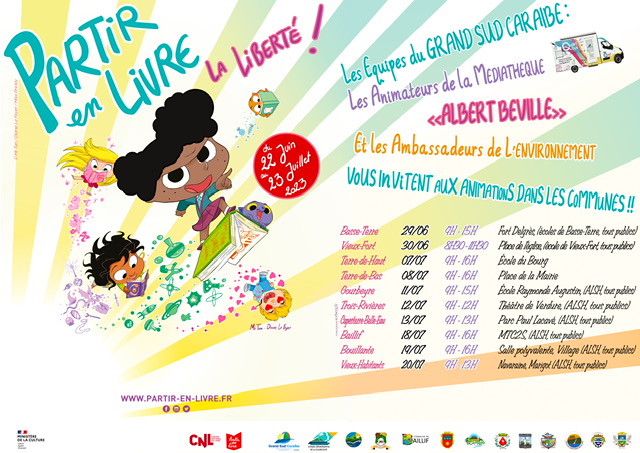 PARTIR
en LIVRE
LA LIBERTÉ !
du
22 Juin
au
23 Juillet
2023
Les Equipes du GRAND SUD CARAIBE :
Les Animateurs de la MEDIATHEQUE
<<ALBERT BEVILLE>>
Et les Ambassadeurs de L'ENVIRONNEMENT
VOUS INVITENT AUX ANIMATIONS DANS LES COMMUNES !!
Basse-Terre 29/06 9H - 15H Fort Delgrès, (écoles de Basse-Terre, tous publics)
Vieux-Fort 30/06 8H30 - 11H30 Place de l'église, (école de Vieux-Fort, tous publics)
Terre-de-Haut 07/07 9H - 16H École du Bourg
Terre-de-Bas 08/07 9H - 16H Place de la Mairie
Gourbeyre 11/07 9H - 15H École Raymonde Augustin, (ALSH, tous publics)
Trois-Rivières 12/07 9H - 12H Théâtre de Verdure, (ALSH, tous publics)
Capesterre-Belle-Eau 13/07 9H - 13H Parc Paul Lacavé, (ALSH, tous publics)
Baillif 18/07 9H - 16H MTC2S, (ALSH, tous publics)
Bouillante 19/07 9H - 16H Salle polyvalente, Village (ALSH, tous publics)
Vieux-Habitants 20/07 9H - 13H Navaraine, Margot (ALSH, tous publics)
WWW.PARTIR-EN-LIVRE.FR
MINISTÈRE
DE LA CULTURE
CNL
Grand Sud Caraïbe
BAILLIF